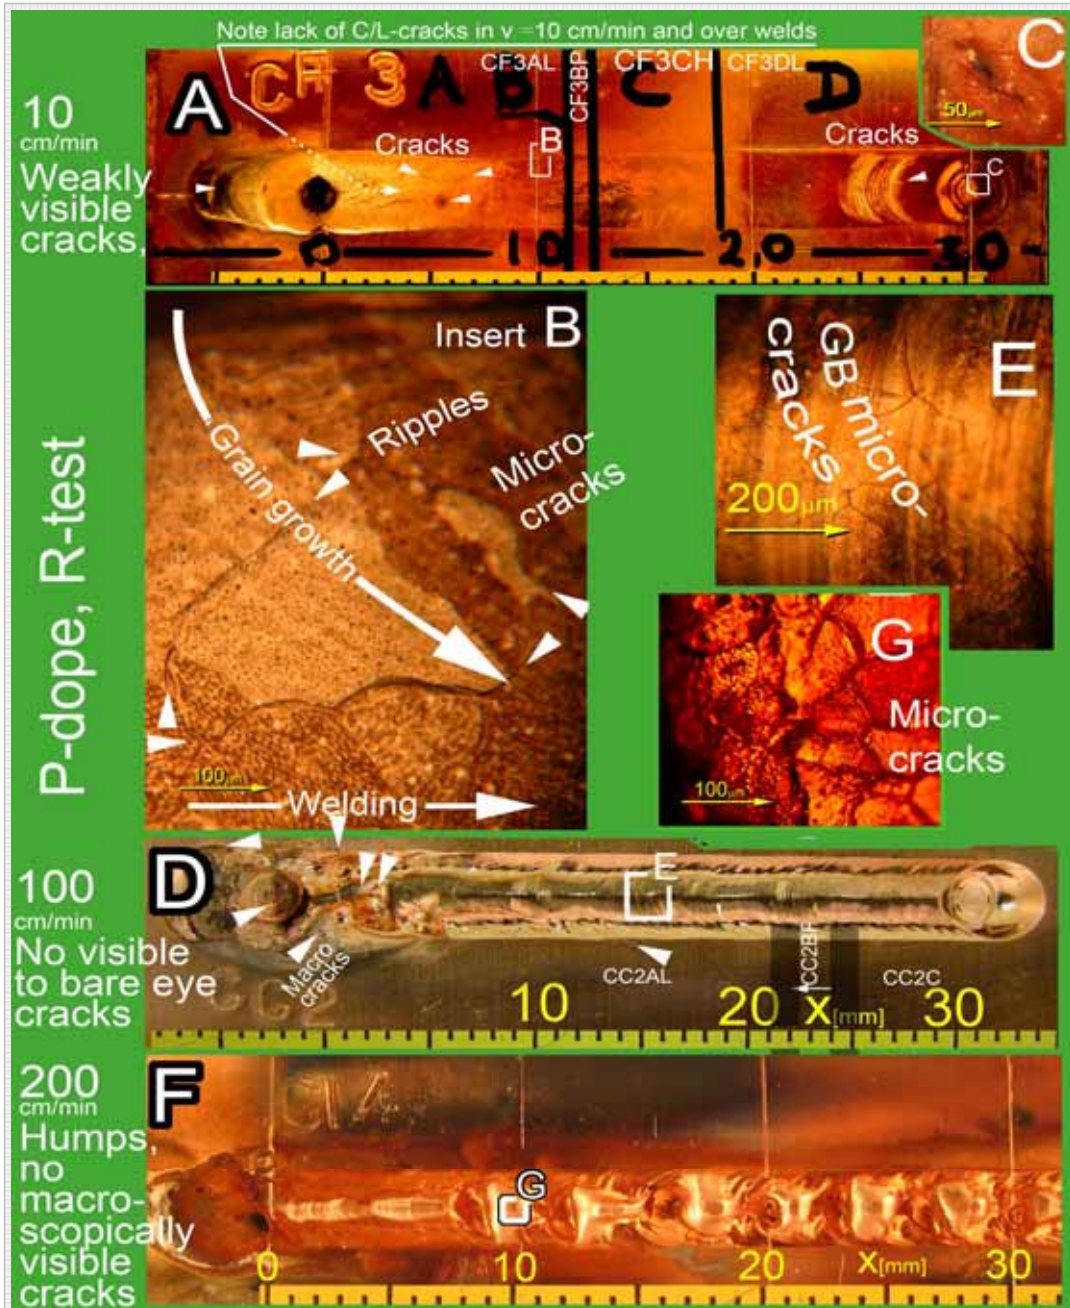 Note lack of C/L-cracks in v =10 cm/min and over welds
C
50µm
10
cm/min
Weakly
visible
cracks,
A
CF 3 A B C D
CF3AL
CF3BP
CF3CH
CF3DL
Cracks
B
Cracks
C
0 10 20 30
P-dope, R-test
Insert B
Ripples
Micro-
cracks
Grain growth
100µm
Welding
E
GB micro-
cracks
200µm
G
Micro-
cracks
100µm
100
cm/min
No visible
to bare eye
cracks
D
E
Macro
cracks
CC2AL
CC2BP
CC2C
10 20 x[mm] 30
200
cm/min
Humps,
no
macro-
scopically
visible
cracks
F
G
0 10 20 x[mm] 30